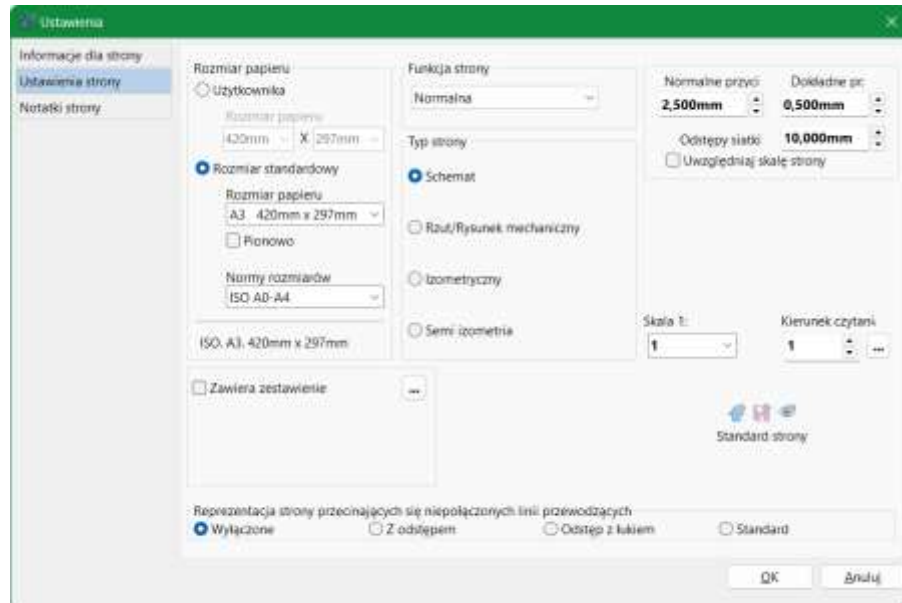 Ustawienia
Informacje dla strony
Ustawienia strony
Notatki strony
Rozmiar papieru
Użytkownika
Rozmiar papieru
420mm X 297mm
Rozmiar standardowy
Rozmiar papieru
A3 420mm x 297mm
Pionowo
Normy rozmiarów
ISO A0-A4
ISO. A3. 420mm x 297mm
Funkcja strony
Normalna
Typ strony
Schemat
Rzut/Rysunek mechaniczny
Izometryczny
Semi izometria
Normalne przyci Dokładne pr:
2,500mm 0,500mm
Odstępy siatki 10,000mm
Uwzględniaj skalę strony
Skala 1: Kierunek czytani
1 1 ...
Zawiera zestawienie ...
Standard strony
Reprezentacja strony przecinających się niepołączonych linii przewodzących
Wyłączone Z odstępem Odstęp z łukiem Standard
OK Anuluj